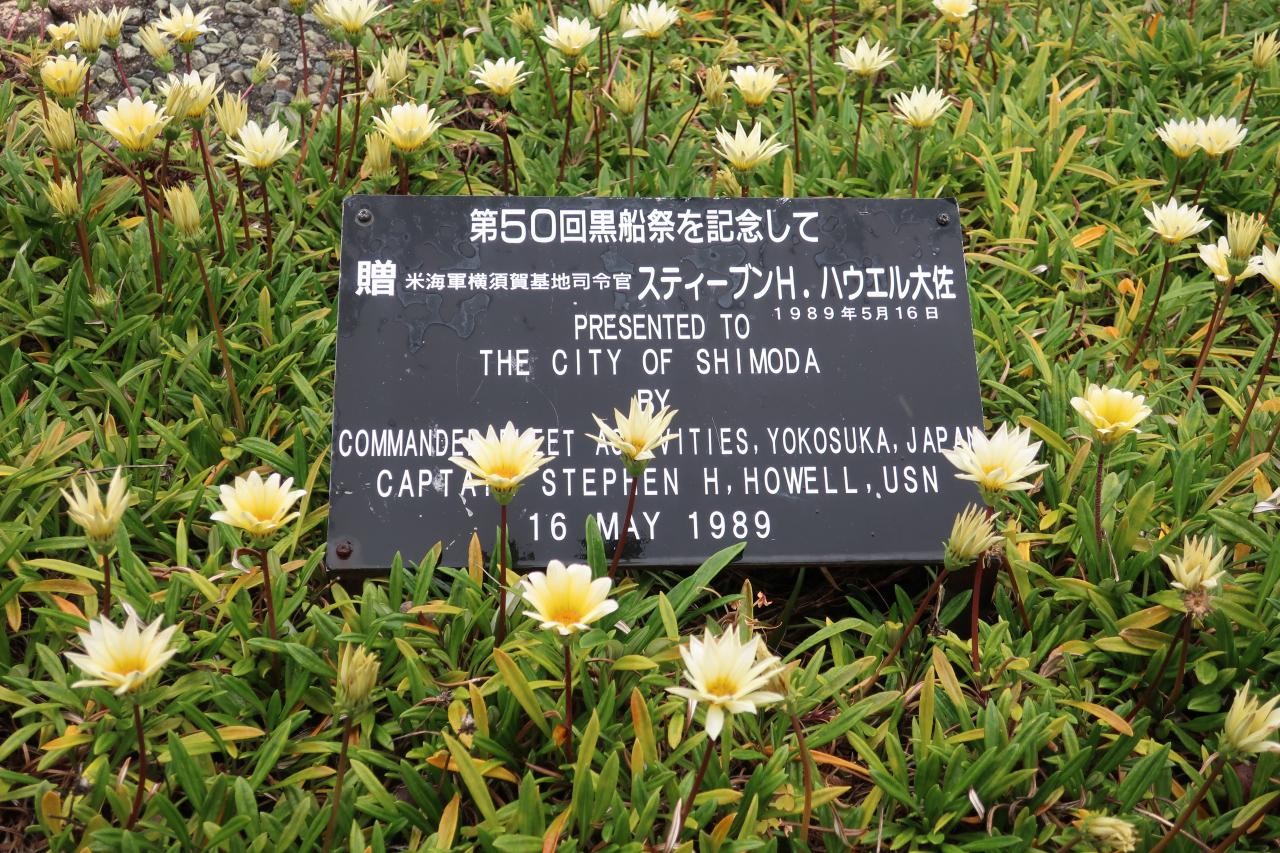 第50回黒船祭を記念して
贈 米海軍横須賀基地司令官 スティーブンH. ハウエル大佐
1989年5月16日
PRESENTED TO
THE CITY OF SHIMODA
BY
COMMANDER JAPAN
STEPHEN H, HOWELL, USN
16 MAY 1989